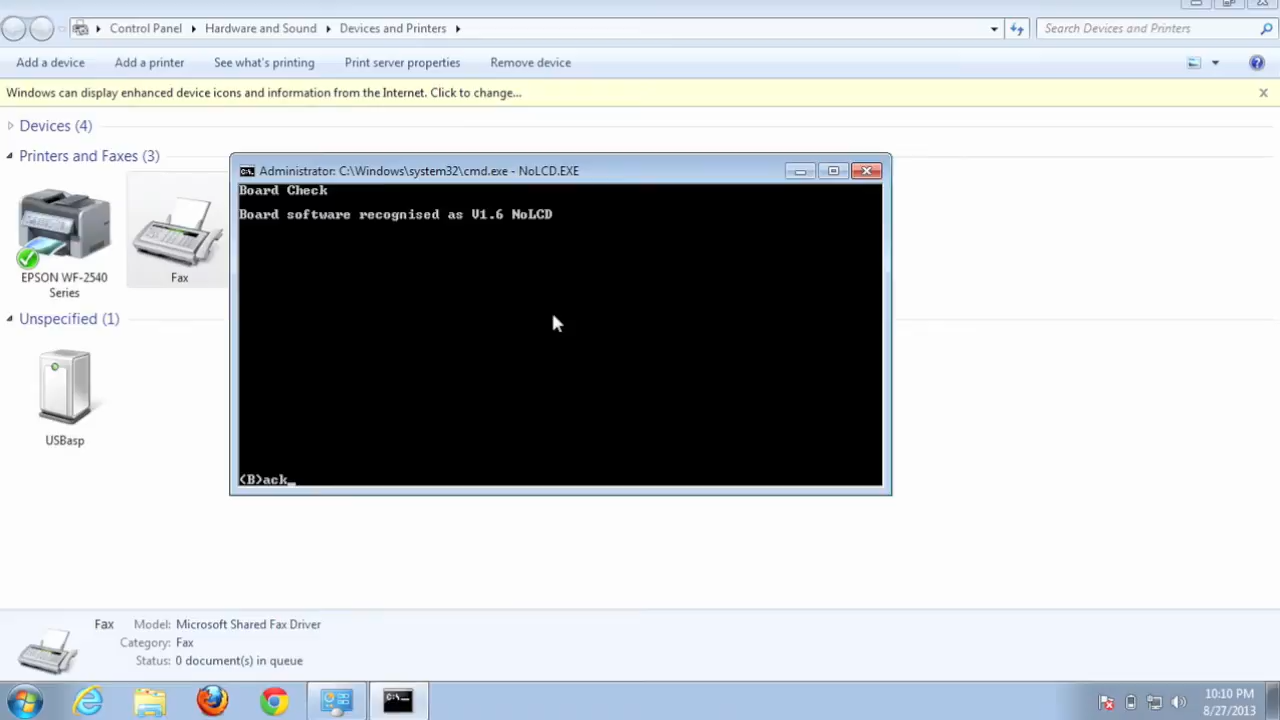 Control Panel Hardware and Sound Devices and Printers Search Devices and Printers
Add a device Add a printer See what's printing Print server properties Remove device
Windows can display enhanced device icons and information from the Internet. Click to change...
Devices (4)
Printers and Faxes (3)
EPSON WF-2540
Series
Fax
Unspecified (1)
USBasp
Administrator: C:\Windows\system32\cmd.exe - NoLCD.EXE
Board Check
Board software recognised as V1.6 NoLCD
(B)ack_
Fax Model: Microsoft Shared Fax Driver
Category: Fax
Status: 0 document(s) in queue
10:10 PM
8/27/2013